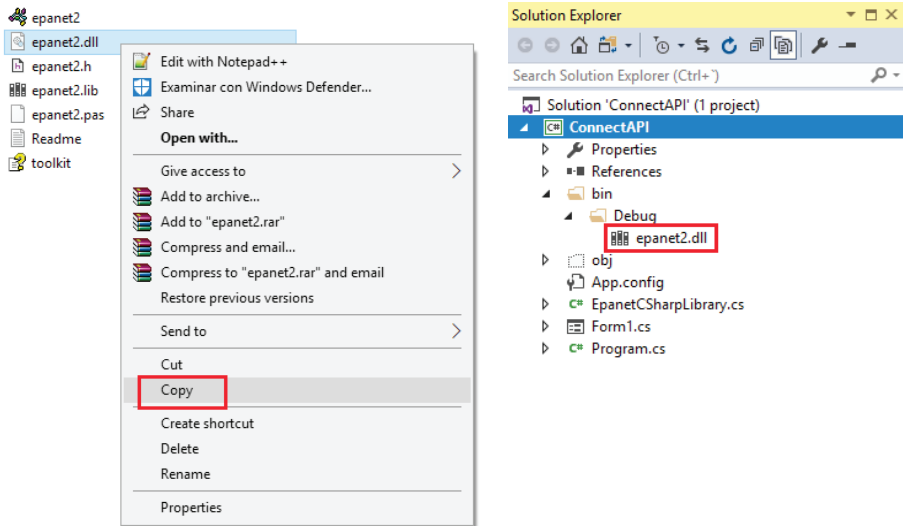 epanet2
epanet2.dll
epanet2.h
epanet2.lib
epanet2.pas
Readme
toolkit
Edit with Notepad++
Examinar con Windows Defender...
Share
Open with...
Give access to
Add to archive...
Add to "epanet2.rar"
Compress and email...
Compress to "epanet2.rar" and email
Restore previous versions
Send to
Cut
Copy
Create shortcut
Delete
Rename
Properties
Solution Explorer
Search Solution Explorer (Ctrl+`)
Solution 'ConnectAPI' (1 project)
C# ConnectAPI
Properties
References
bin
Debug
epanet2.dll
obj
App.config
C# EpanetCSharpLibrary.cs
Form1.cs
C# Program.cs